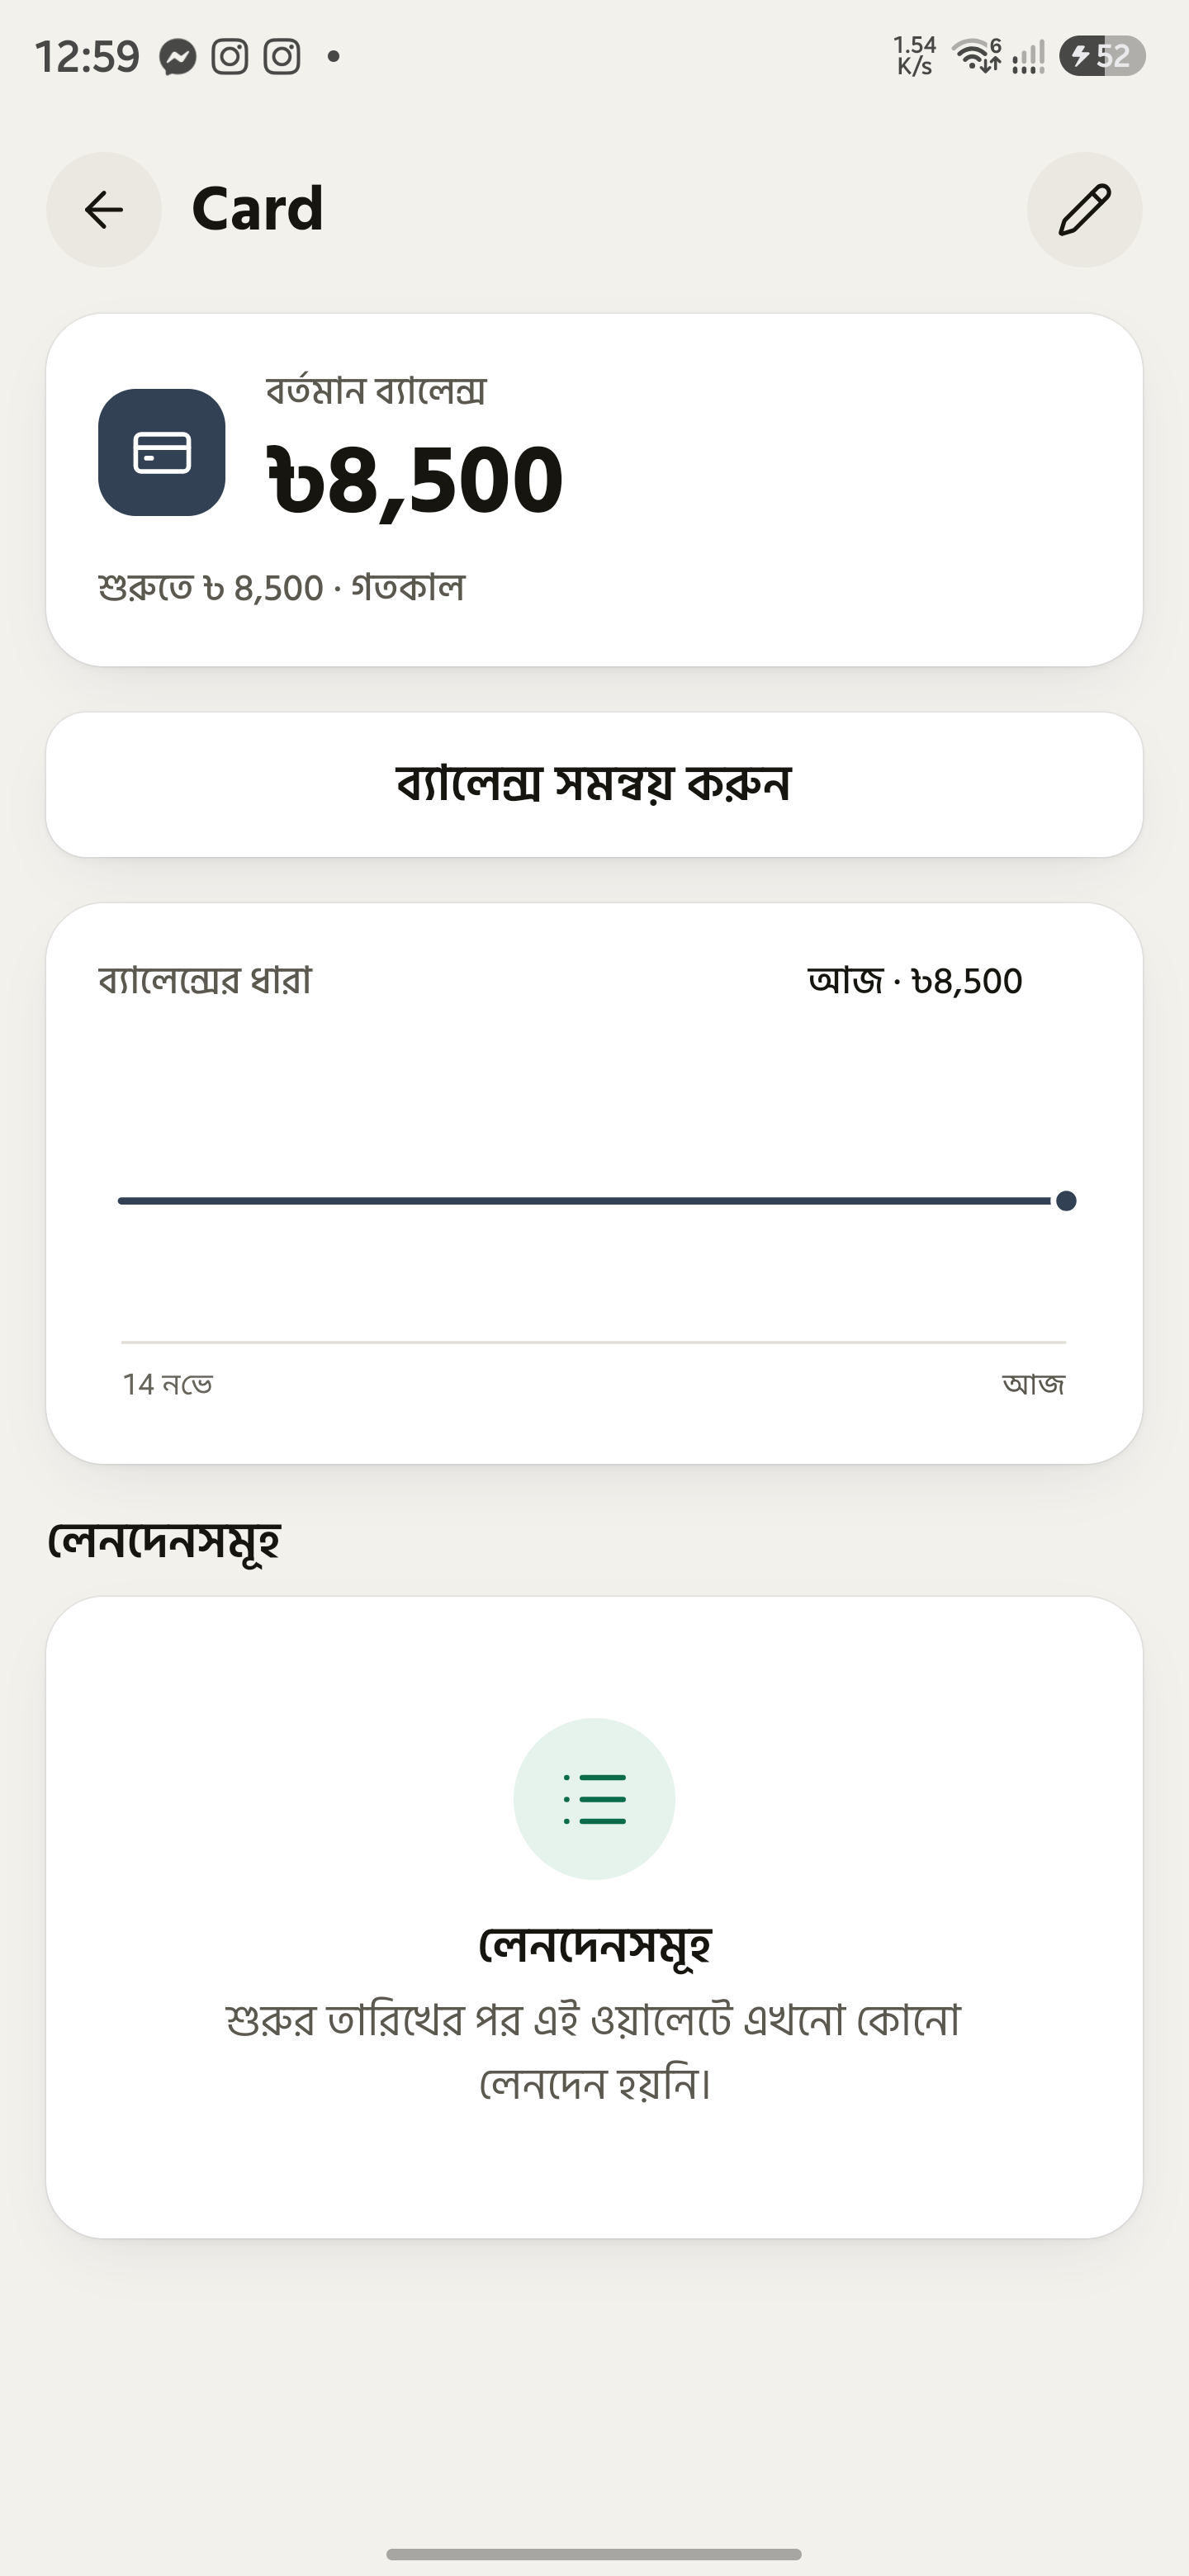 12:59
1.54 K/s
6
52
Card
বর্তমান ব্যালেন্স
৳8,500
শুরুতে ৳ 8,500 · গতকাল
ব্যালেন্স সমন্বয় করুন
ব্যালেন্সের ধারা
আজ · ৳8,500
14 নভে
আজ
লেনদেনসমূহ
লেনদেনসমূহ
শুরুর তারিখের পর এই ওয়ালেটে এখনো কোনো
লেনদেন হয়নি।